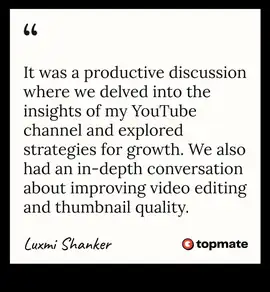 “
It was a productive discussion
where we delved into the
insights of my YouTube
channel and explored
strategies for growth. We also
had an in-depth conversation
about improving video editing
and thumbnail quality.
Luxmi Shanker
topmate